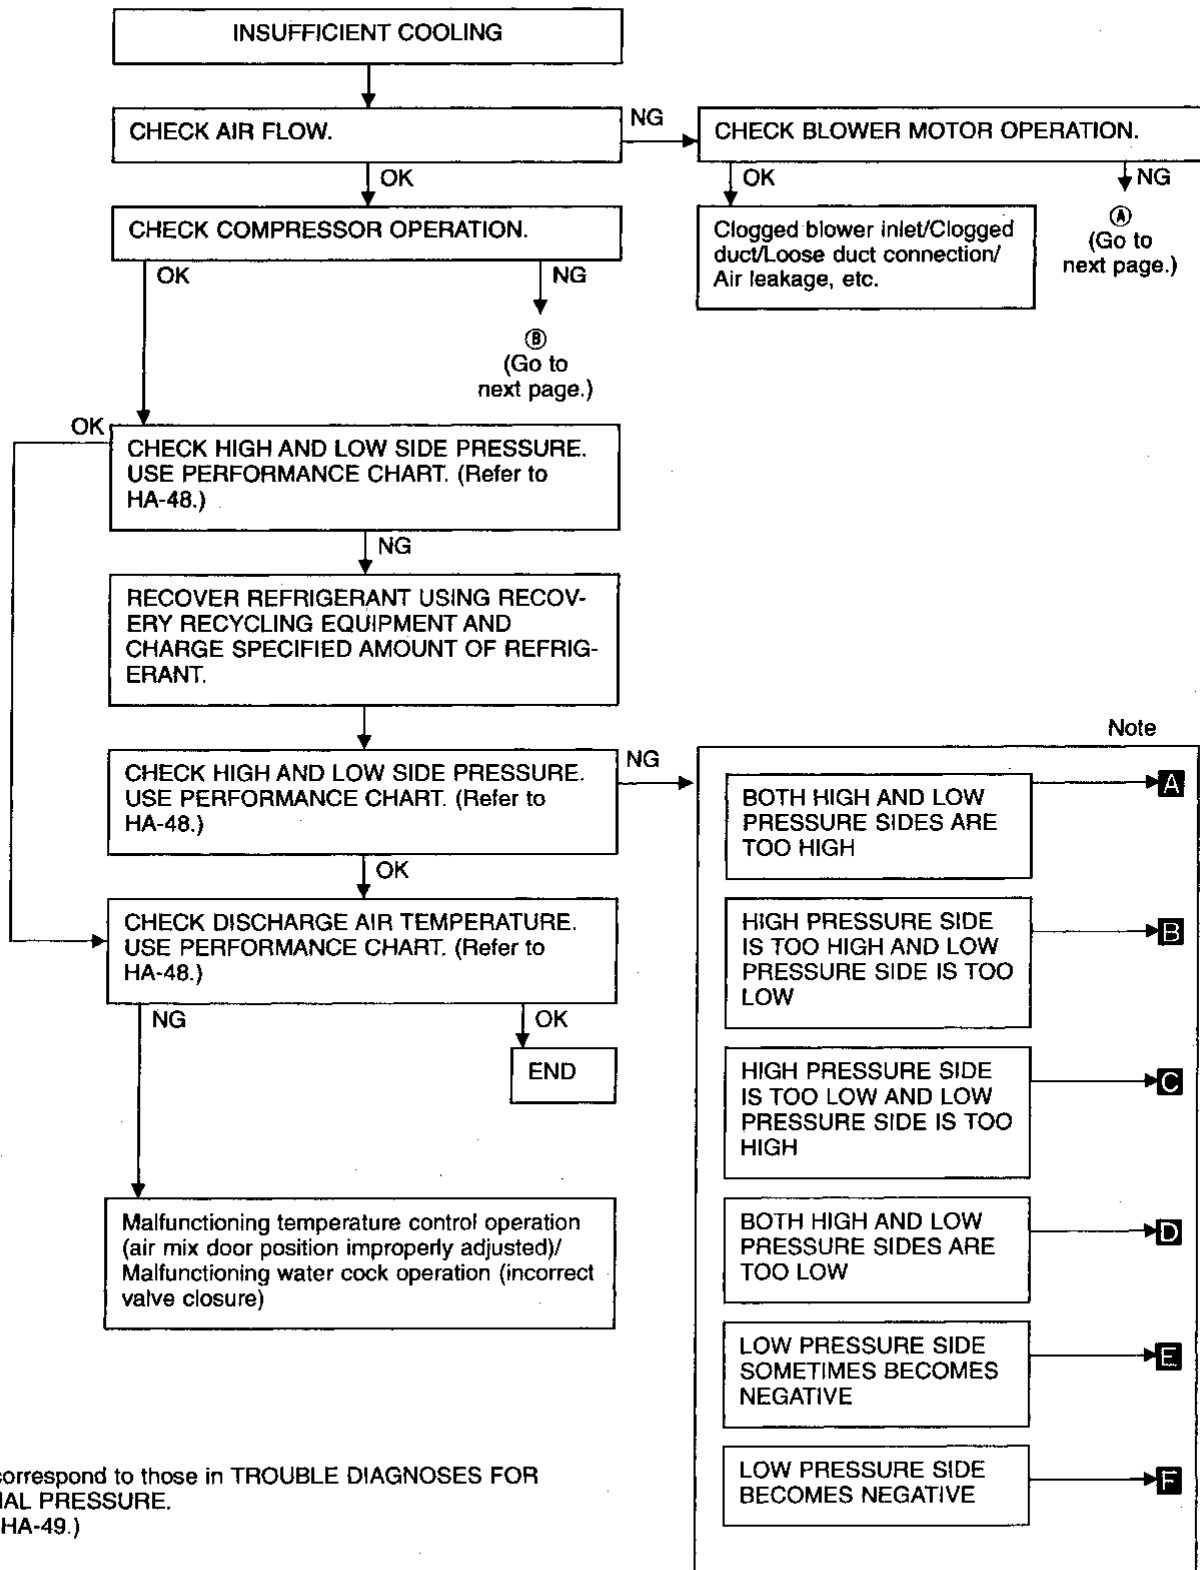 INSUFFICIENT COOLING
CHECK AIR FLOW.
NG
CHECK BLOWER MOTOR OPERATION.
OK
OK
NG
CHECK COMPRESSOR OPERATION.
Clogged blower inlet/Clogged
duct/Loose duct connection/
Air leakage, etc.
Ⓐ
(Go to
next page.)
OK
NG
Ⓑ
(Go to
next page.)
OK
CHECK HIGH AND LOW SIDE PRESSURE.
USE PERFORMANCE CHART. (Refer to
HA-48.)
NG
RECOVER REFRIGERANT USING RECOV-
ERY RECYCLING EQUIPMENT AND
CHARGE SPECIFIED AMOUNT OF REFRIG-
ERANT.
CHECK HIGH AND LOW SIDE PRESSURE.
USE PERFORMANCE CHART. (Refer to
HA-48.)
NG
OK
CHECK DISCHARGE AIR TEMPERATURE.
USE PERFORMANCE CHART. (Refer to
HA-48.)
NG
OK
END
Malfunctioning temperature control operation
(air mix door position improperly adjusted)/
Malfunctioning water cock operation (incorrect
valve closure)
Note
BOTH HIGH AND LOW
PRESSURE SIDES ARE
TOO HIGH
A
HIGH PRESSURE SIDE
IS TOO HIGH AND LOW
PRESSURE SIDE IS TOO
LOW
B
HIGH PRESSURE SIDE
IS TOO LOW AND LOW
PRESSURE SIDE IS TOO
HIGH
C
BOTH HIGH AND LOW
PRESSURE SIDES ARE
TOO LOW
D
LOW PRESSURE SIDE
SOMETIMES BECOMES
NEGATIVE
E
LOW PRESSURE SIDE
BECOMES NEGATIVE
F
correspond to those in TROUBLE DIAGNOSES FOR
PRESSURE.
HA-49.)